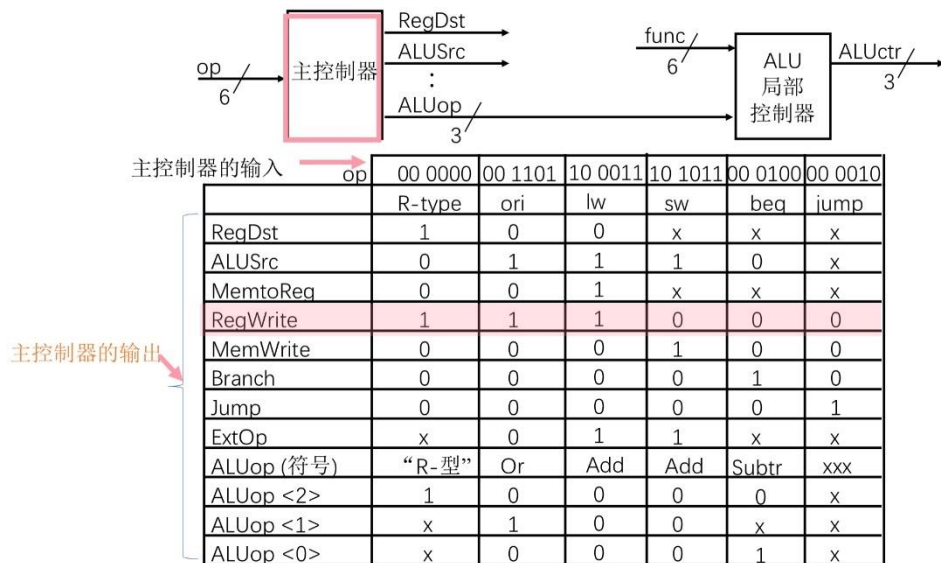 RegDst
ALUSrc
:
op
6
主控制器
ALUop
3
func
6
ALU
局部
控制器
ALUctr
3
主控制器的输入
op 00 0000 00 1101 10 0011 10 1011 00 0100 00 0010
R-type ori lw sw beq jump
RegDst 1 0 0 x x x
ALUSrc 0 1 1 1 0 x
MemtoReg 0 0 1 x x x
RegWrite 1 1 1 0 0 0
主控制器的输出
MemWrite 0 0 0 1 0 0
Branch 0 0 0 0 1 0
Jump 0 0 0 0 0 1
ExtOp x 0 1 1 x x
ALUop (符号) “R-型” Or Add Add Subtr xxx
ALUop <2> 1 0 0 0 0 x
ALUop <1> x 1 0 0 x x
ALUop <0> x 0 0 0 1 x